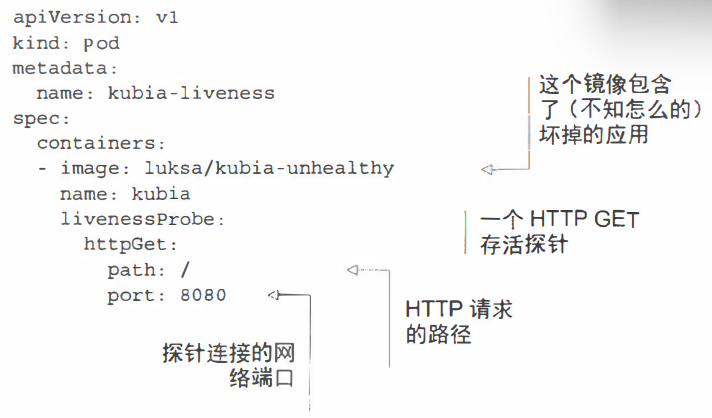 apiVersion: v1
kind: pod
metadata:
  name: kubia-liveness
spec:
  containers:
  - image: luksa/kubia-unhealthy
    name: kubia
    livenessProbe:
      httpGet:
        path: /
        port: 8080
这个镜像包含
了（不知怎么的）
坏掉的应用
一个 HTTP GET
存活探针
HTTP 请求
的路径
探针连接的网
络端口